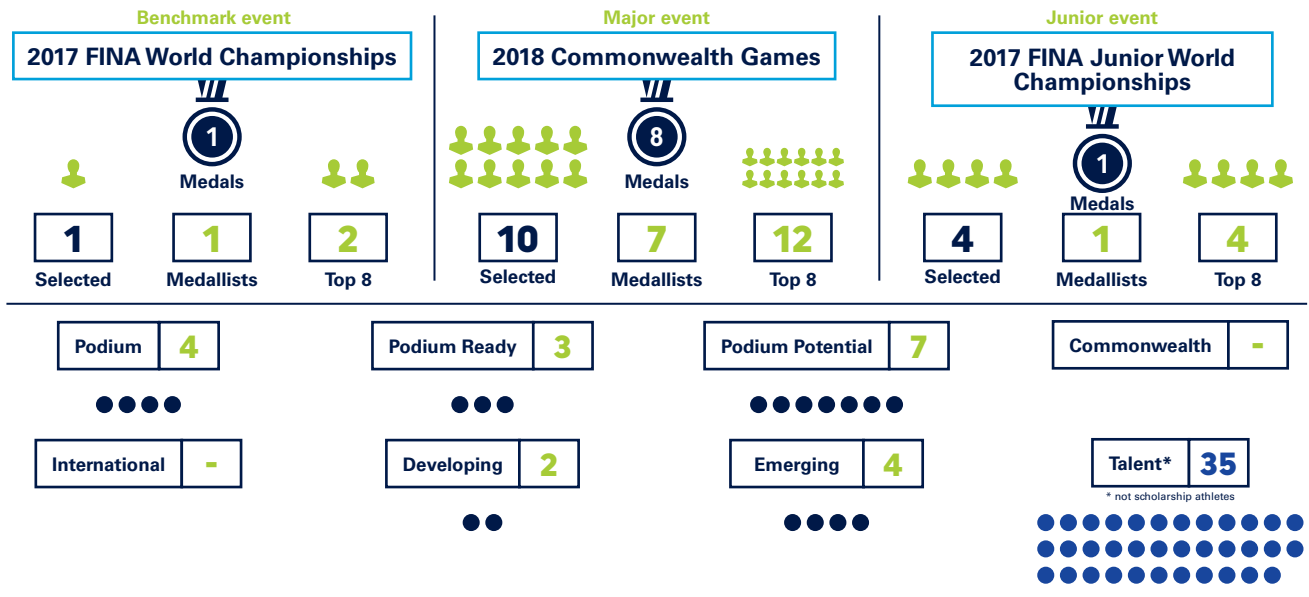 Benchmark event
2017 FINA World Championships
1
Medals
1
Selected
1
Medallists
2
Top 8
Major event
2018 Commonwealth Games
8
Medals
10
Selected
7
Medallists
12
Top 8
Junior event
2017 FINA Junior World
Championships
1
Medals
4
Selected
1
Medallists
4
Top 8
Podium 4
Podium Ready 3
Podium Potential 7
Commonwealth -
International -
Developing 2
Emerging 4
Talent* 35
* not scholarship athletes